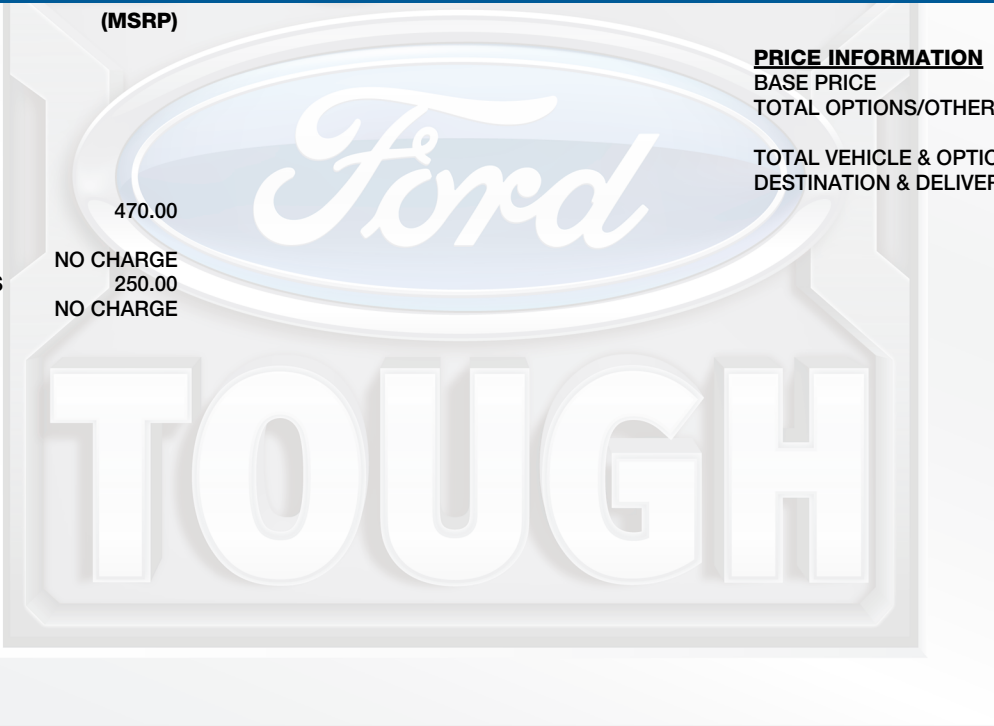 (MSRP)
470.00
NO CHARGE
250.00
NO CHARGE
PRICE INFORMATION
BASE PRICE
TOTAL OPTIONS/OTHER
TOTAL VEHICLE & OPTIO
DESTINATION & DELIVER
Ford
TOUGH